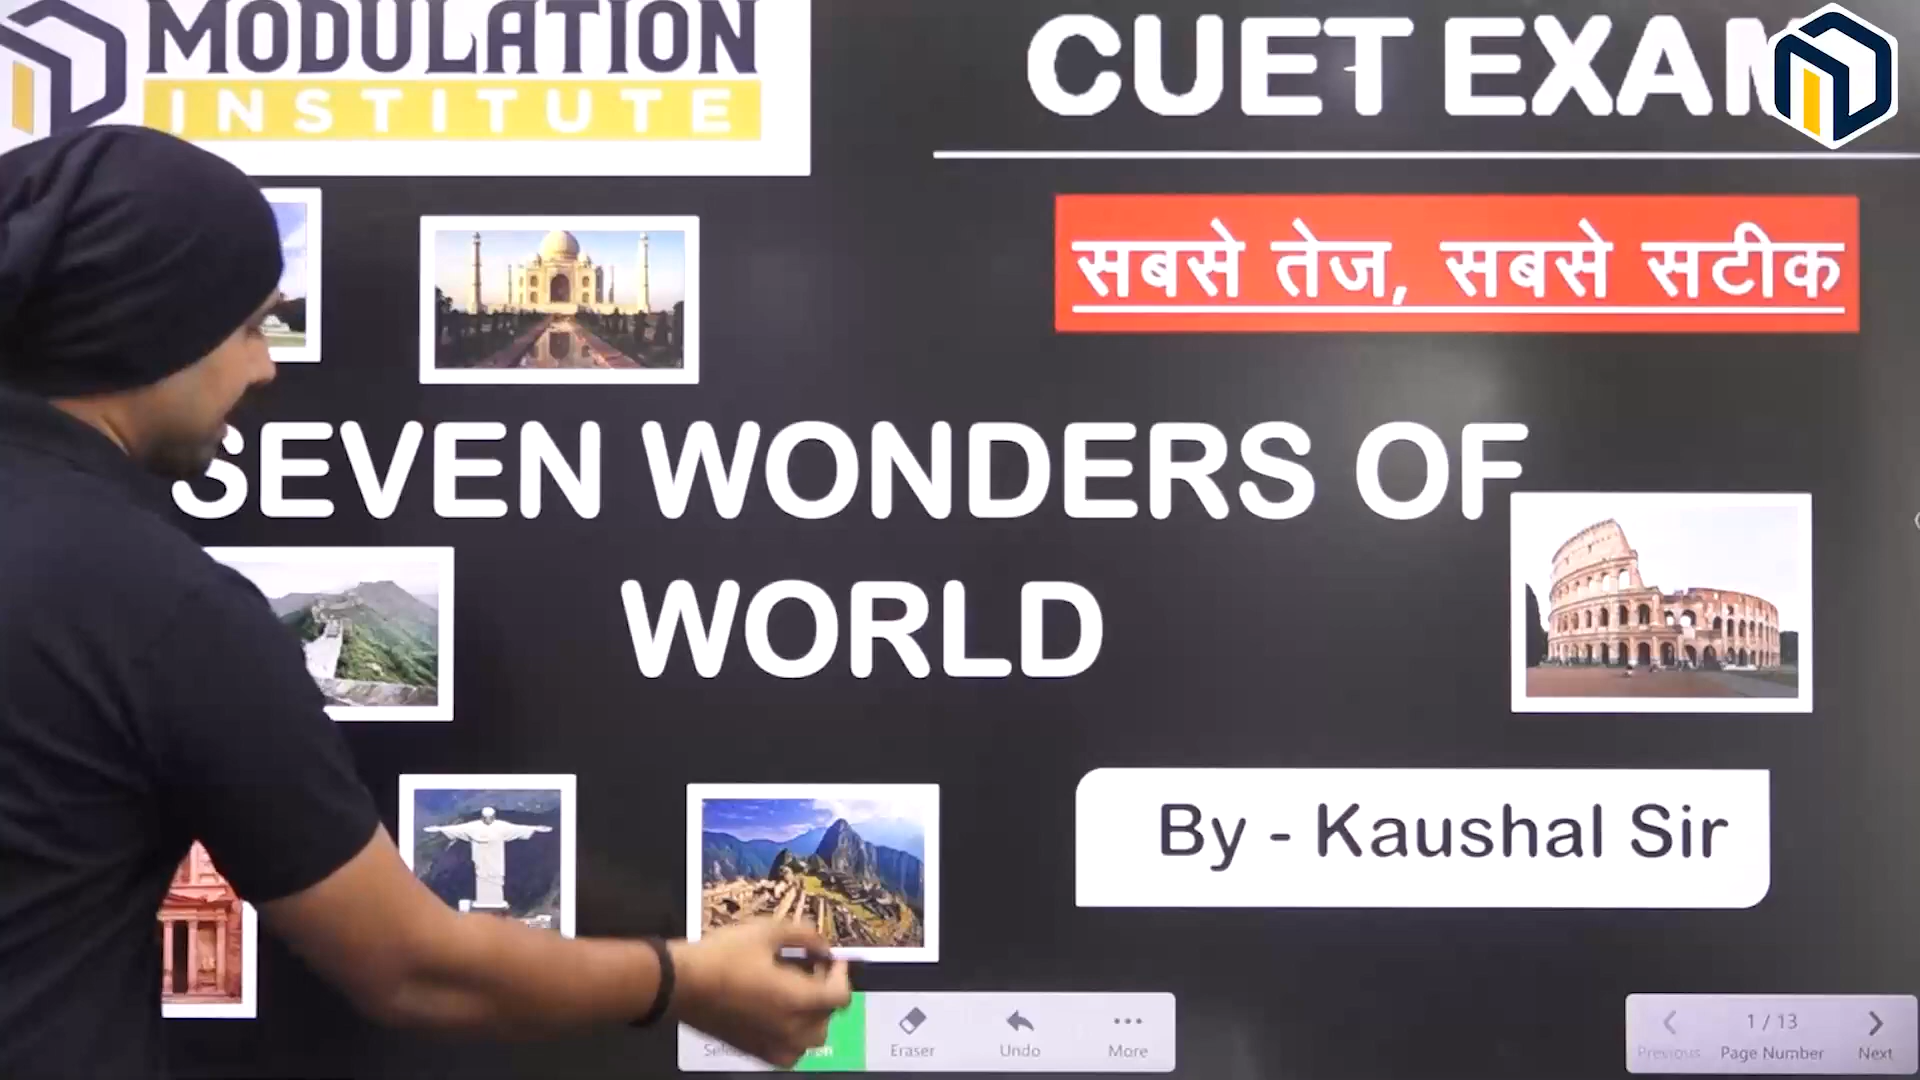 MODULATION
INSTITUTE
CUET EXAM
सबसे तेज, सबसे सटीक
SEVEN WONDERS OF
WORLD
By - Kaushal Sir
Eraser
Undo
More
1 / 13
Previous
Page Number
Next